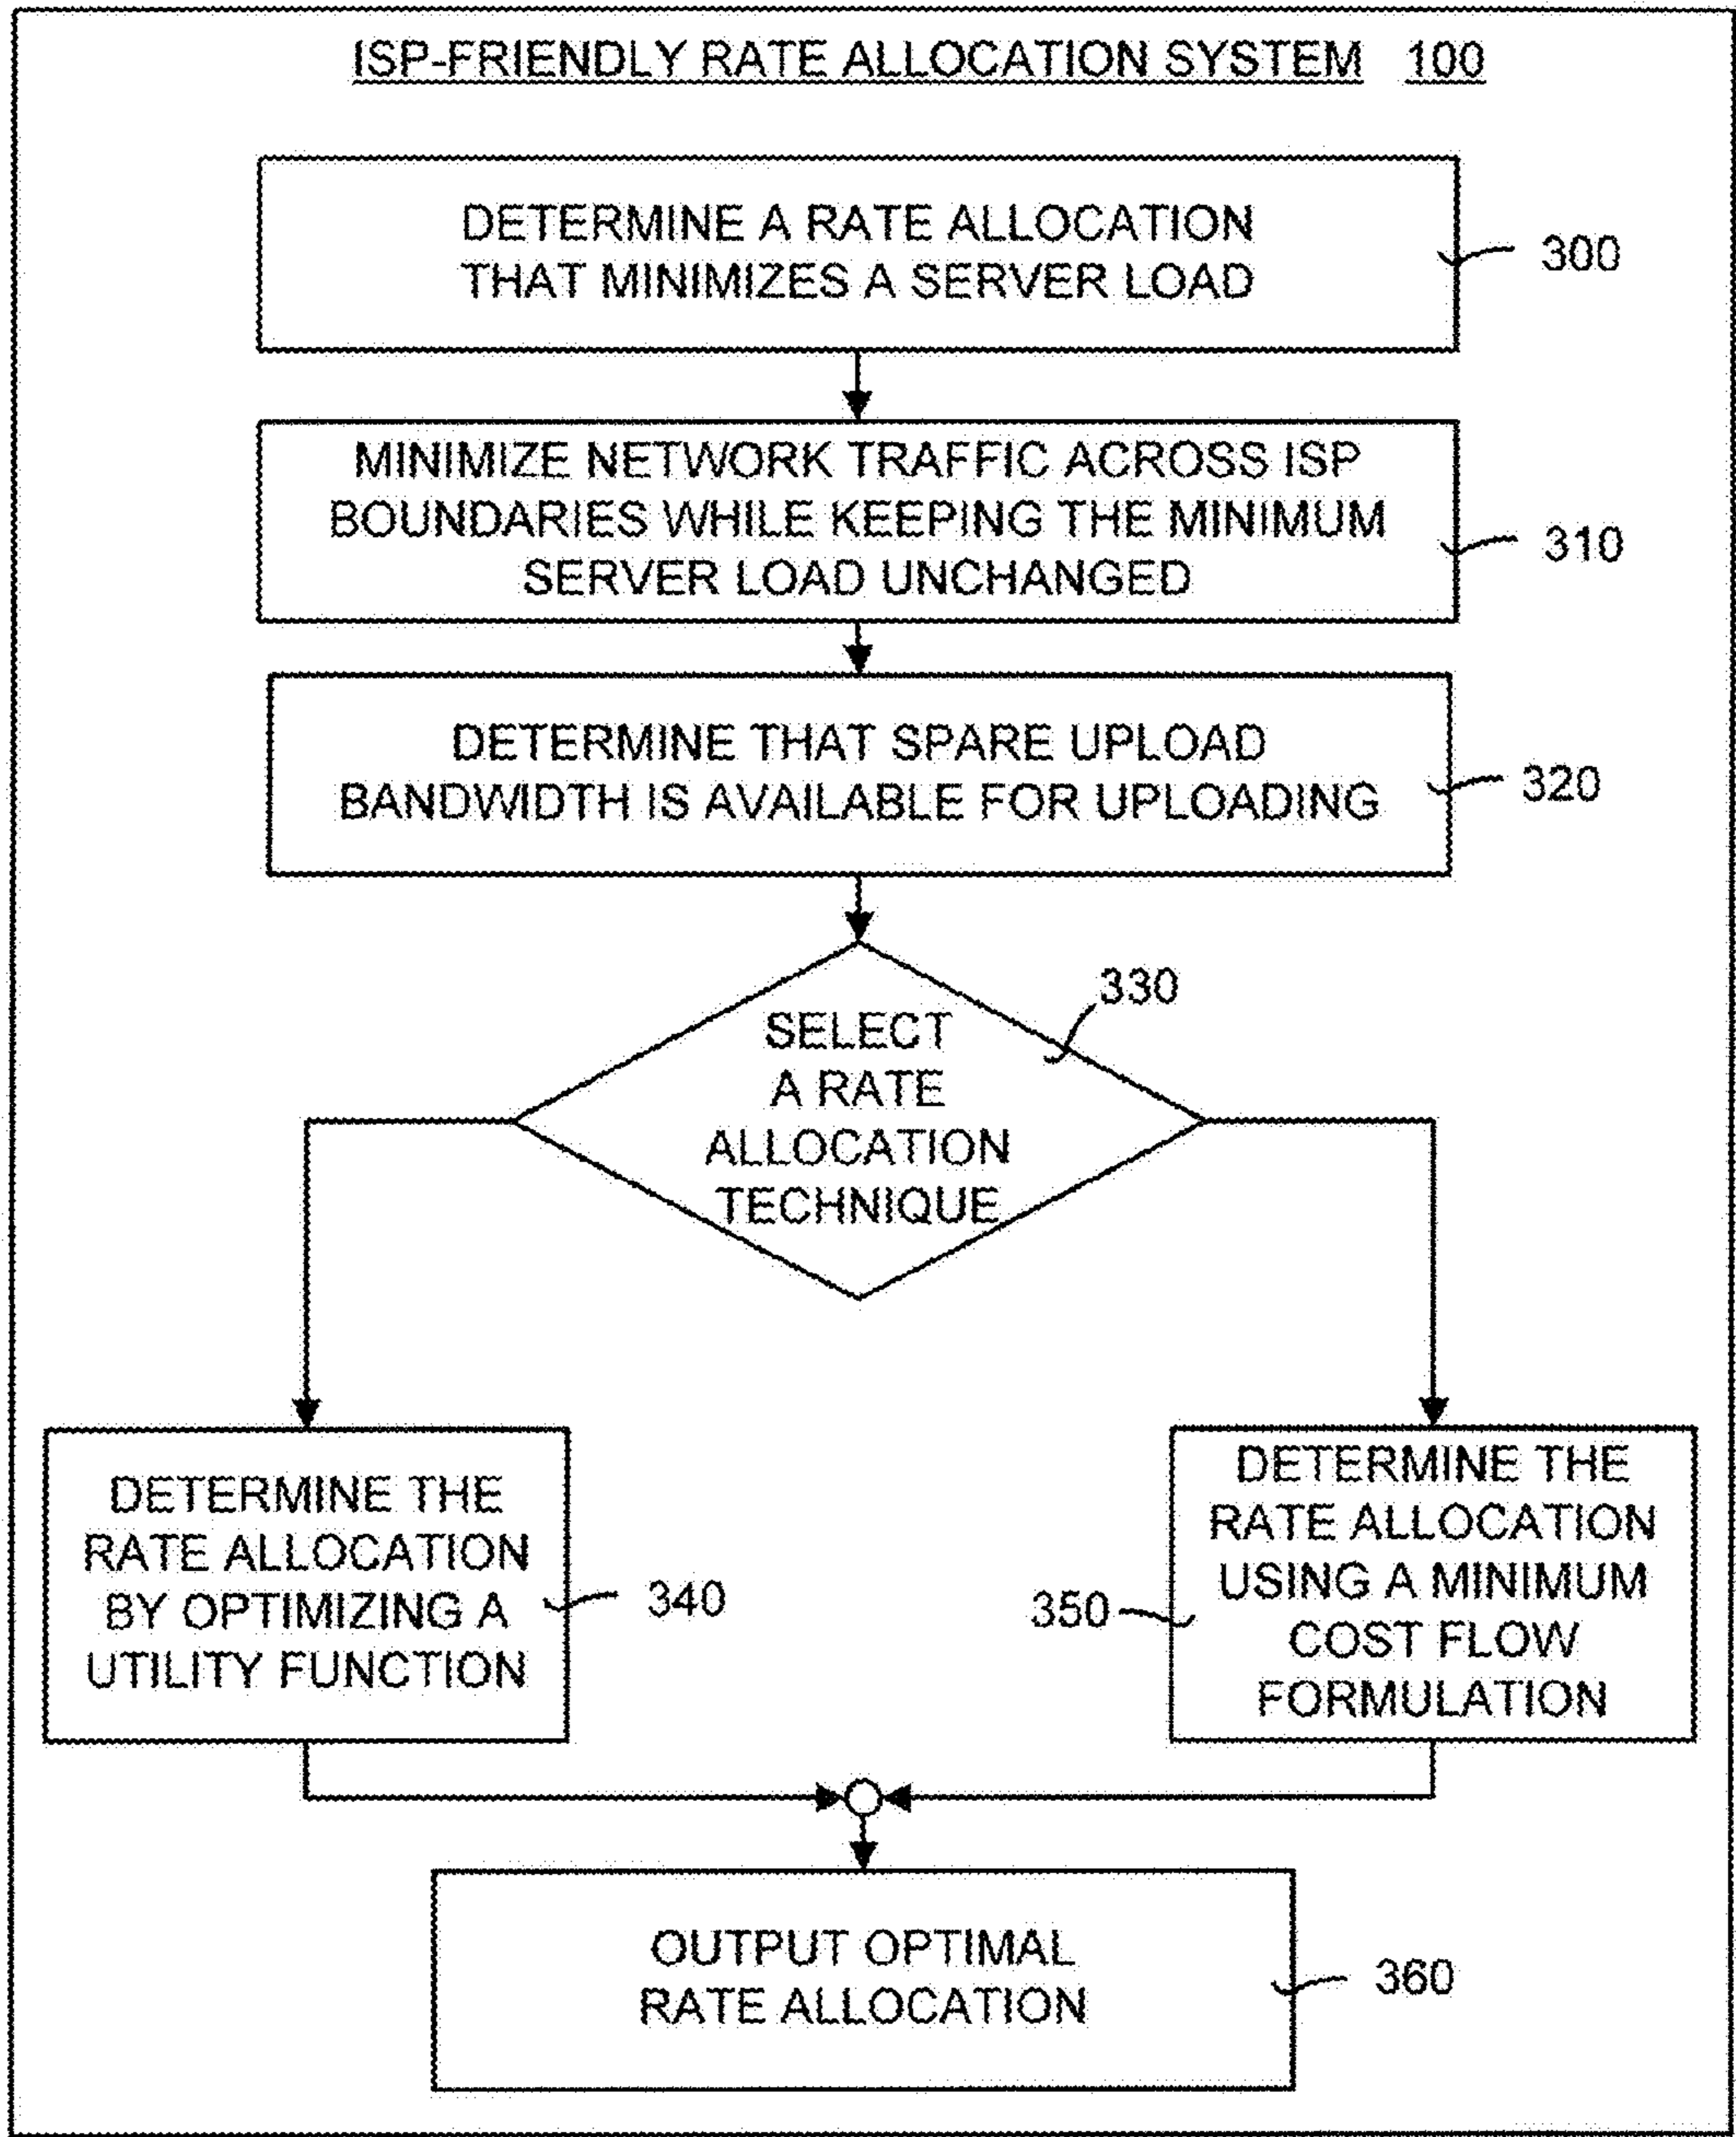 ISP-FRIENDLY RATE ALLOCATION SYSTEM 100
DETERMINE A RATE ALLOCATION
THAT MINIMIZES A SERVER LOAD
300
MINIMIZE NETWORK TRAFFIC ACROSS ISP
BOUNDARIES WHILE KEEPING THE MINIMUM
SERVER LOAD UNCHANGED
310
DETERMINE THAT SPARE UPLOAD
BANDWIDTH IS AVAILABLE FOR UPLOADING
320
330
SELECT
A RATE
ALLOCATION
TECHNIQUE
DETERMINE THE
RATE ALLOCATION
BY OPTIMIZING A
UTILITY FUNCTION
340
350
DETERMINE THE
RATE ALLOCATION
USING A MINIMUM
COST FLOW
FORMULATION
OUTPUT OPTIMAL
RATE ALLOCATION
360